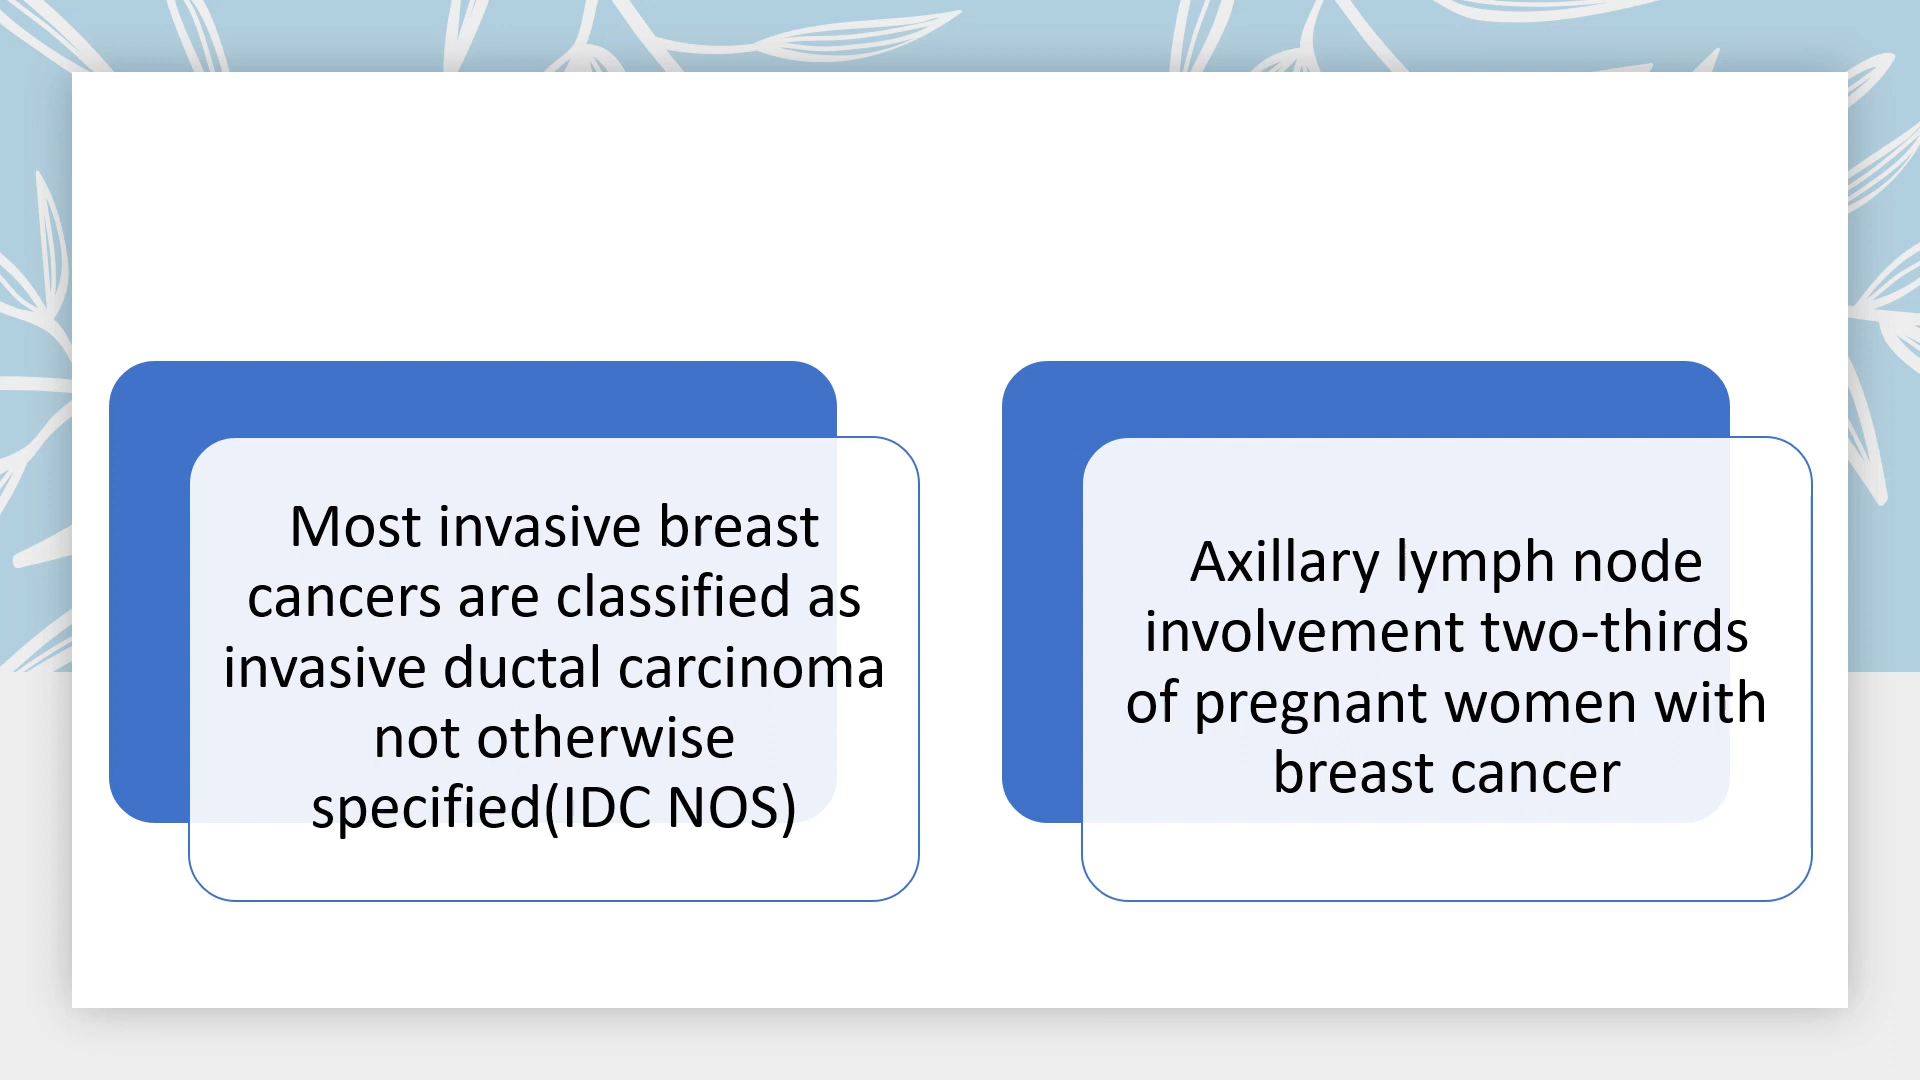 Most invasive breast
cancers are classified as
invasive ductal carcinoma
not otherwise
specified(IDC NOS)
Axillary lymph node
involvement two-thirds
of pregnant women with
breast cancer